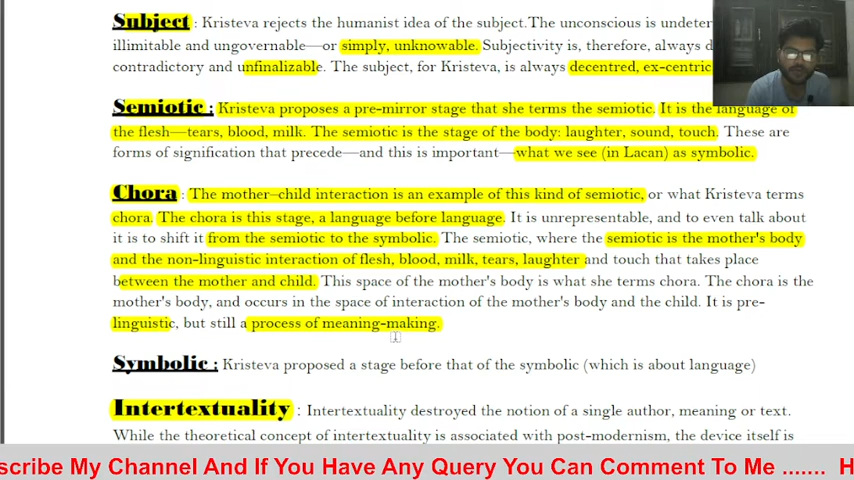 Subject : Kristeva rejects the humanist idea of the subject.The unconscious is
illimitable and ungovernable—or simply, unknowable. Subjectivity is, therefore, always
contradictory and unfinalizable. The subject, for Kristeva, is always decentred, ex-centric
Semiotic : Kristeva proposes a pre-mirror stage that she terms the semiotic. It is the language of
the flesh—tears, blood, milk. The semiotic is the stage of the body: laughter, sound, touch. These are
forms of signification that precede—and this is important—what we see (in Lacan) as symbolic.
Chora : The mother–child interaction is an example of this kind of semiotic, or what Kristeva terms
chora. The chora is this stage, a language before language. It is unrepresentable, and to even talk about
it is to shift it from the semiotic to the symbolic. The semiotic, where the semiotic is the mother's body
and the non-linguistic interaction of flesh, blood, milk, tears, laughter and touch that takes place
between the mother and child. This space of the mother's body is what she terms chora. The chora is the
mother's body, and occurs in the space of interaction of the mother's body and the child. It is pre-
linguistic, but still a process of meaning-making.
Symbolic : Kristeva proposed a stage before that of the symbolic (which is about language)
Intertextuality : Intertextuality destroyed the notion of a single author, meaning or text.
While the theoretical concept of intertextuality is associated with post-modernism, the device itself is
scribe My Channel And If You Have Any Query You Can Comment To Me ....... H